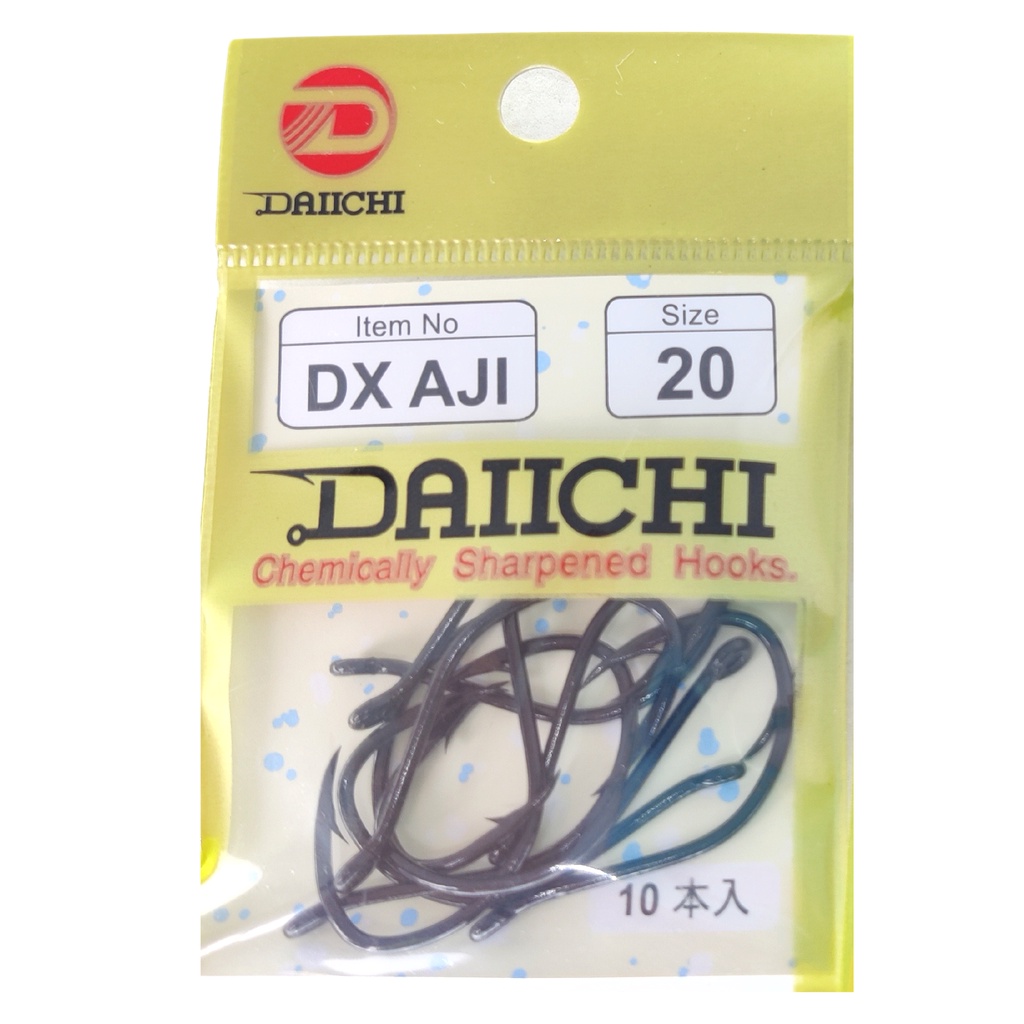 DAIICHI
Item No
DX AJI
Size
20
DAIICHI
Chemically Sharpened Hooks.
10 本入